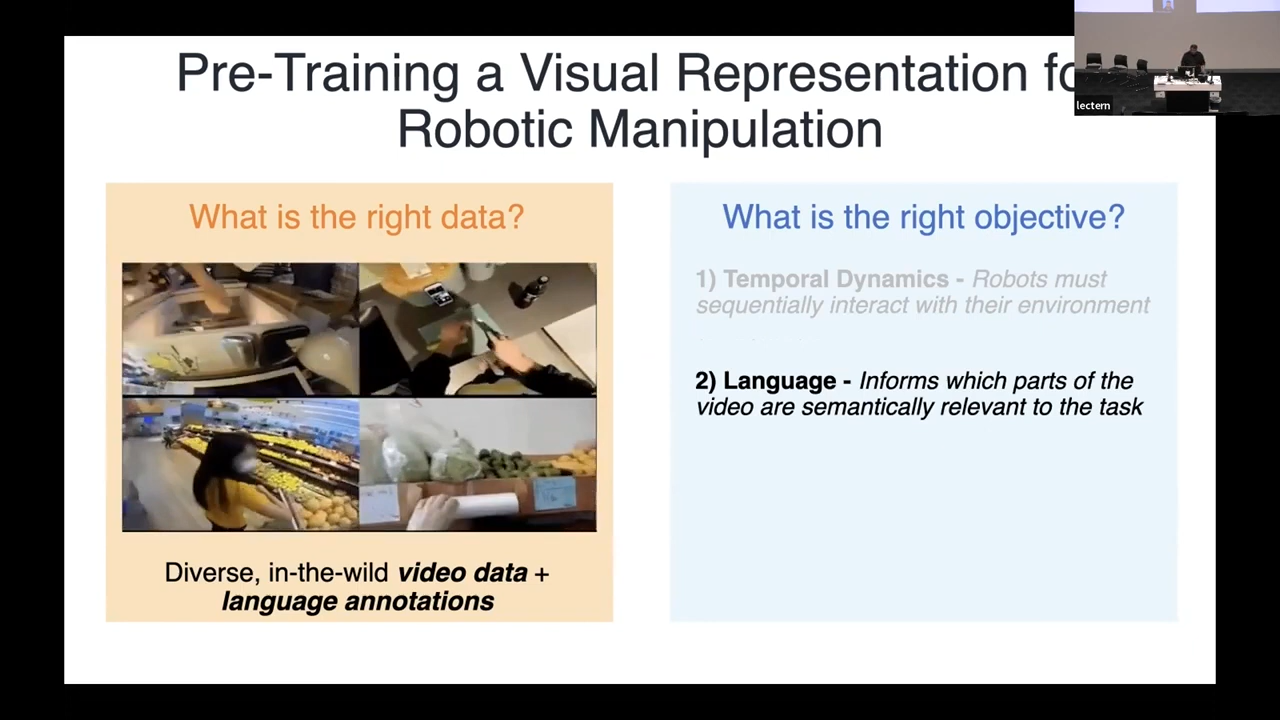 Pre-Training a Visual Representation fo
Robotic Manipulation
What is the right data?
Diverse, in-the-wild video data +
language annotations
What is the right objective?
1) Temporal Dynamics - Robots must
sequentially interact with their environment
2) Language - Informs which parts of the
video are semantically relevant to the task
lectern